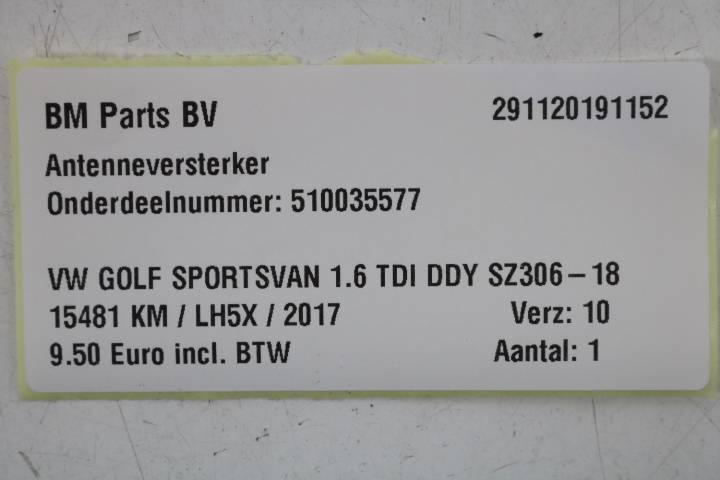 BM Parts BV 291120191152
Antenneversterker
Onderdeelnummer: 510035577
VW GOLF SPORTSVAN 1.6 TDI DDY SZ306 – 18
15481 KM / LH5X / 2017 Verz: 10
9.50 Euro incl. BTW Aantal: 1